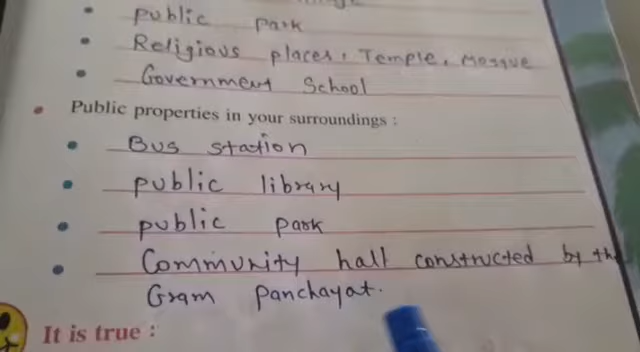 public park
Religious places, Temple, Mosque
Government School
Public properties in your surroundings :
Bus station
public library
public park
Community hall constructed by the
Gram panchayat.
It is true :